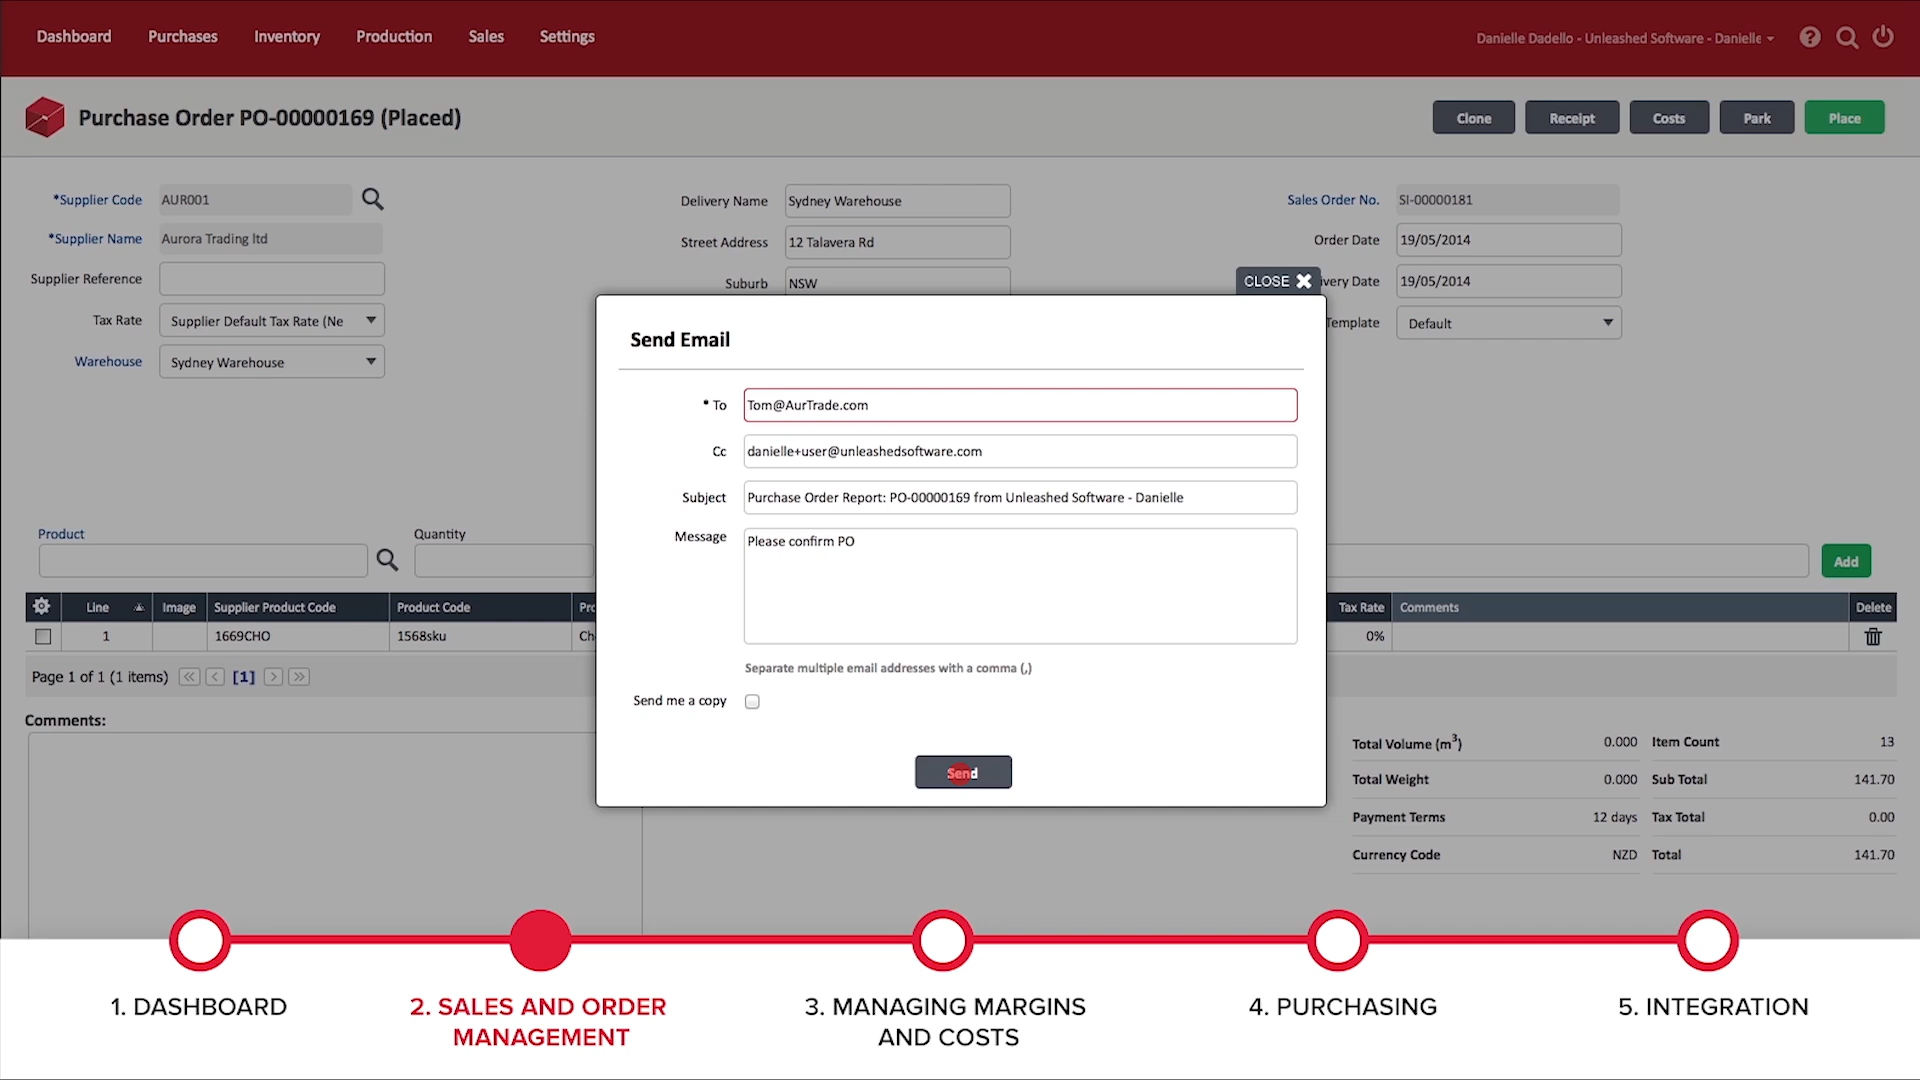 Dashboard Purchases Inventory Production Sales Settings
Danielle Dadello - Unleashed Software - Danielle
Purchase Order PO-00000169 (Placed)
Clone Receipt Costs Park Place
*Supplier Code AUR001
Delivery Name Sydney Warehouse
Sales Order No. SI-00000181
*Supplier Name Aurora Trading ltd
Street Address 12 Talavera Rd
Order Date 19/05/2014
Supplier Reference
Suburb NSW
CLOSE
ivery Date 19/05/2014
Tax Rate Supplier Default Tax Rate (Ne
Template Default
Warehouse Sydney Warehouse
Send Email
* To Tom@AurTrade.com
Cc danielle+user@unleashedsoftware.com
Subject Purchase Order Report: PO-00000169 from Unleashed Software - Danielle
Message Please confirm PO
Separate multiple email addresses with a comma (,)
Send me a copy
Send
Product Quantity
Add
Line Image Supplier Product Code Product Code Pro Tax Rate Comments Delete
1 1669CHO 1568sku Ch 0%
Page 1 of 1 (1 items) [1]
Comments:
Total Volume (m³) 0.000 Item Count 13
Total Weight 0.000 Sub Total 141.70
Payment Terms 12 days Tax Total 0.00
Currency Code NZD Total 141.70
1. DASHBOARD
2. SALES AND ORDER
MANAGEMENT
3. MANAGING MARGINS
AND COSTS
4. PURCHASING
5. INTEGRATION